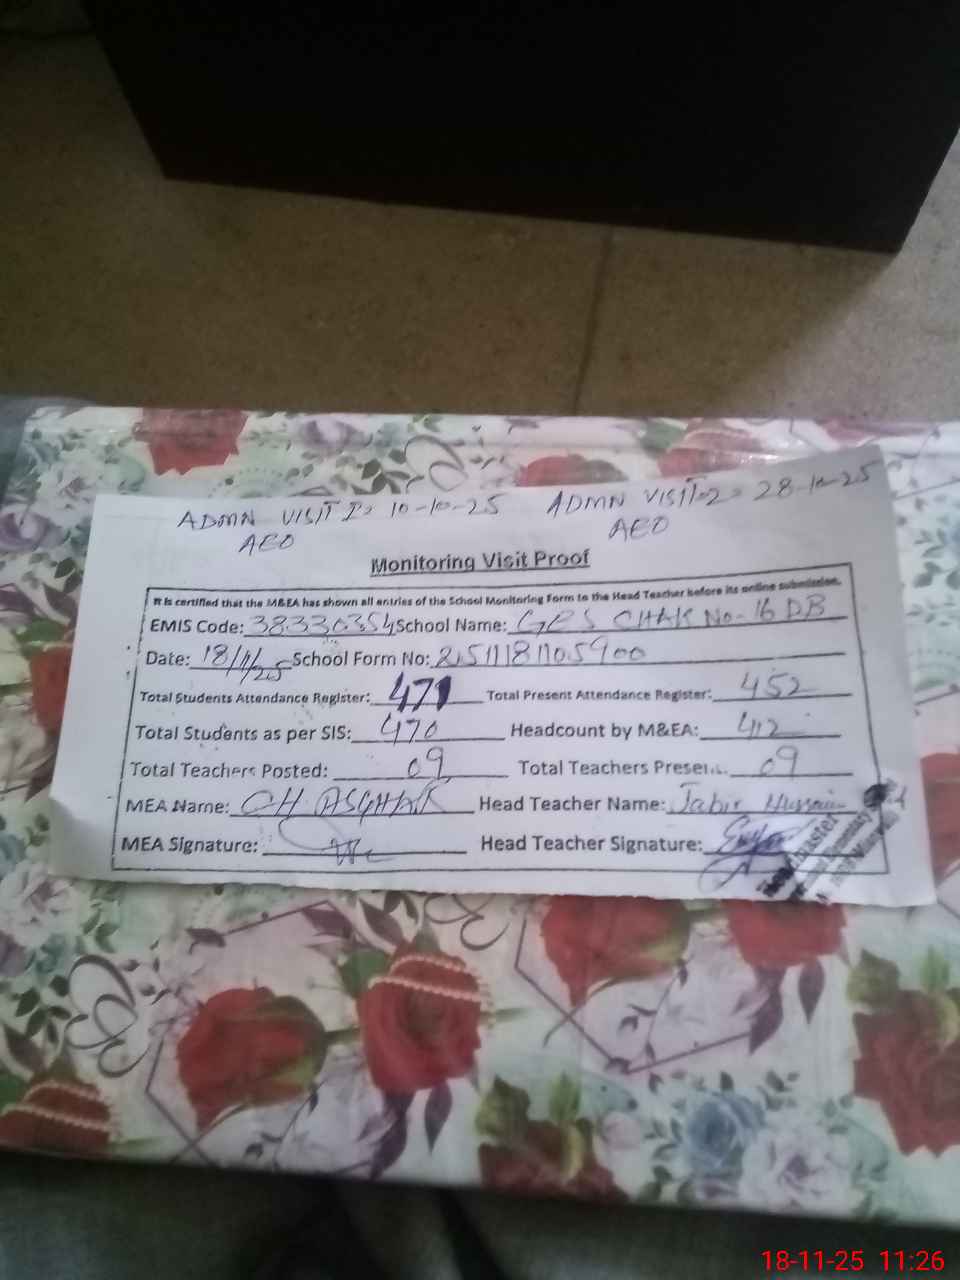 ADMN VISIT 1= 10-10-25 ADMN VISIT-2= 28-10-25
AEO AEO
Monitoring Visit Proof
It is certified that the M&EA has shown all entries of the School Monitoring Form to the Head Teacher before its online submission.
EMIS Code: 38330354 School Name: GES CHAK No-16 DB
Date: 18/11/25 School Form No:
Total Students Attendance Register: 471 Total Present Attendance Register: 452
Total Students as per SIS: 470 Headcount by M&EA: 412
Total Teachers Posted: 09 Total Teachers Present: 09
MEA Name: CH ASGHAR Head Teacher Name: Jabir Hussain
MEA Signature: Head Teacher Signature:
Headmaster
Elementary
18-11-25 11:26